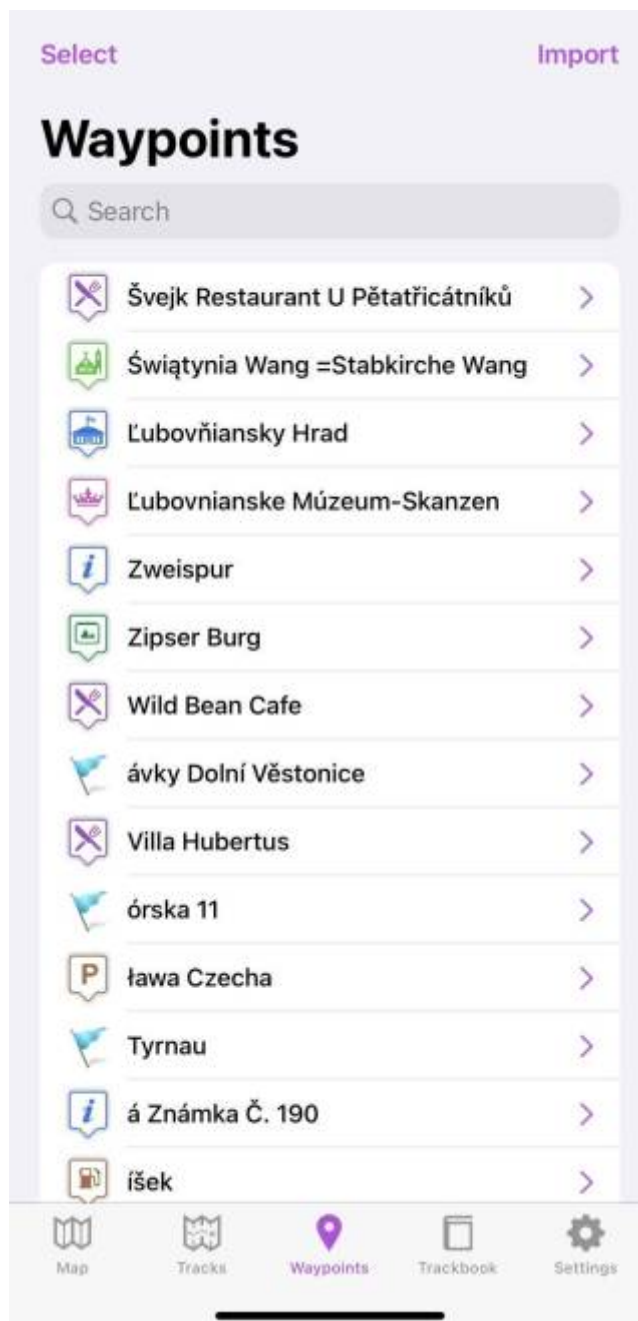 Select
Import
Waypoints
Search
Švejk Restaurant U Pětatřicátníků
Świątynia Wang =Stabkirche Wang
Ľubovňiansky Hrad
Ľubovnianske Múzeum-Skanzen
Zweispur
Zipser Burg
Wild Bean Cafe
ávky Dolní Věstonice
Villa Hubertus
órska 11
P
ława Czecha
Tyrnau
á Známka Č. 190
íšek
Map
Tracks
Waypoints
Trackbook
Settings